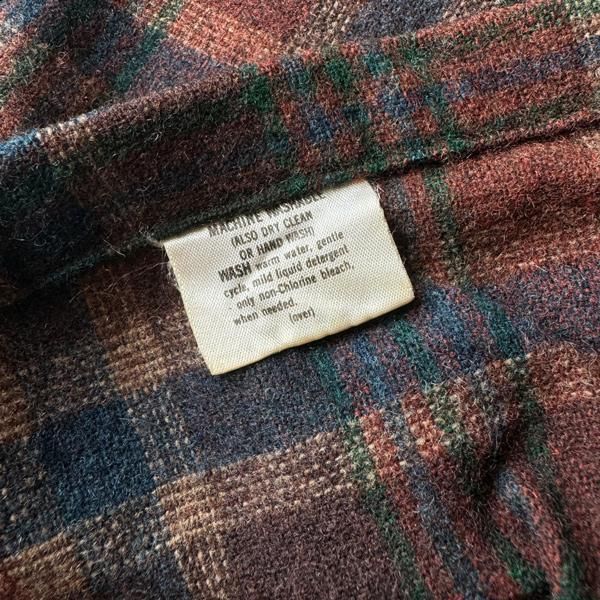 MACHINE WASHABLE
(ALSO DRY CLEAN
OR HAND WASH)
WASH warm water, gentle
cycle, mild liquid detergent
only non-Chlorine bleach,
when needed.
(over)